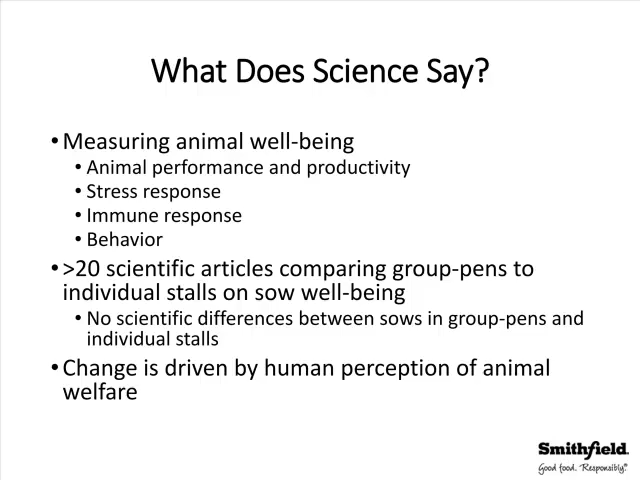 What Does Science Say?
• Measuring animal well-being
• Animal performance and productivity
• Stress response
• Immune response
• Behavior
• >20 scientific articles comparing group-pens to
individual stalls on sow well-being
• No scientific differences between sows in group-pens and
individual stalls
• Change is driven by human perception of animal
welfare
Smithfield.
Good food. Responsibly.®